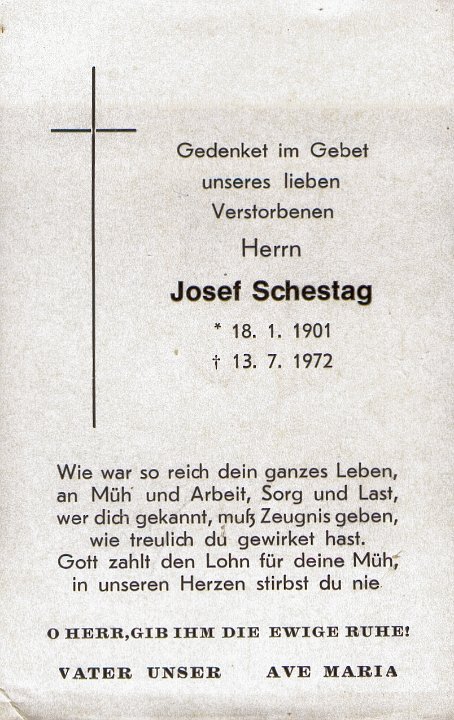 Gedenket im Gebet
unseres lieben
Verstorbenen
Herrn
Josef Schestag
* 18. 1. 1901
† 13. 7. 1972
Wie war so reich dein ganzes Leben,
an Müh und Arbeit, Sorg und Last,
wer dich gekannt, muß Zeugnis geben,
wie treulich du gewirket hast.
Gott zahlt den Lohn für deine Müh,
in unseren Herzen stirbst du nie
O HERR,GIB IHM DIE EWIGE RUHE!
VATER UNSER AVE MARIA